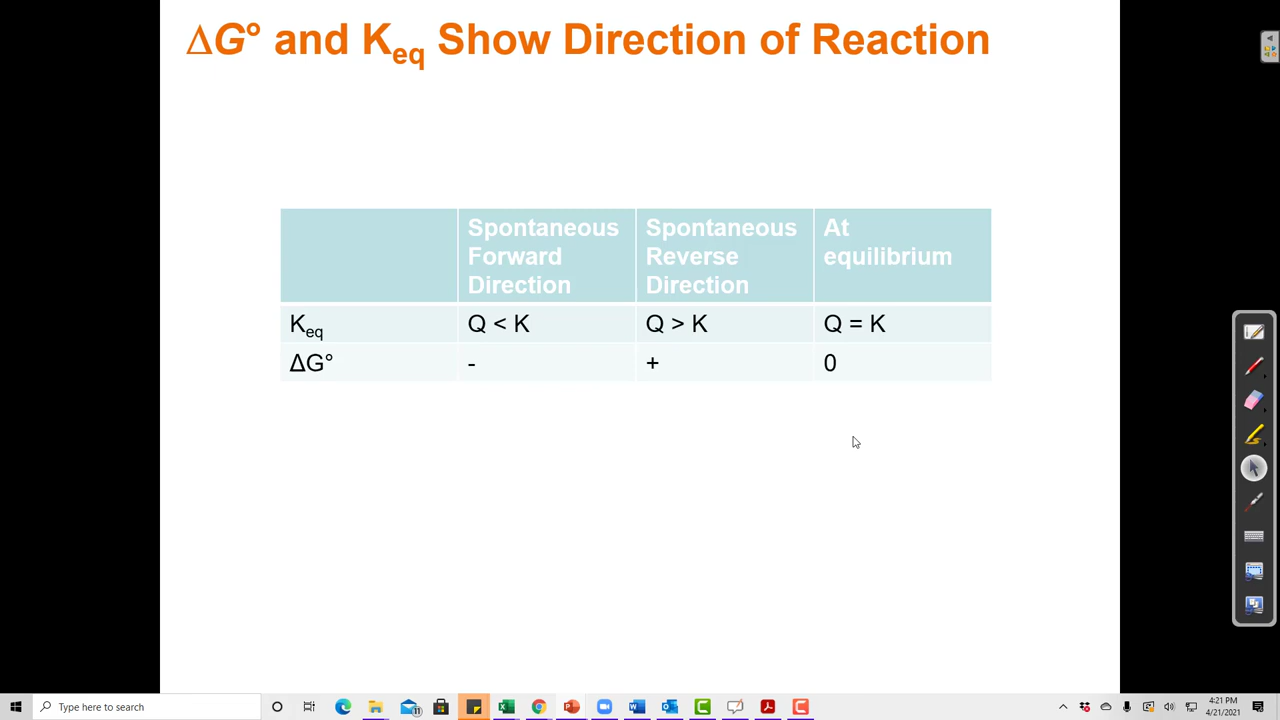 ΔG° and Keq Show Direction of Reaction
Spontaneous Forward Direction
Spontaneous Reverse Direction
At equilibrium
Keq
Q < K
Q > K
Q = K
ΔG°
-
+
0
Type here to search
11
4:21 PM
4/21/2021